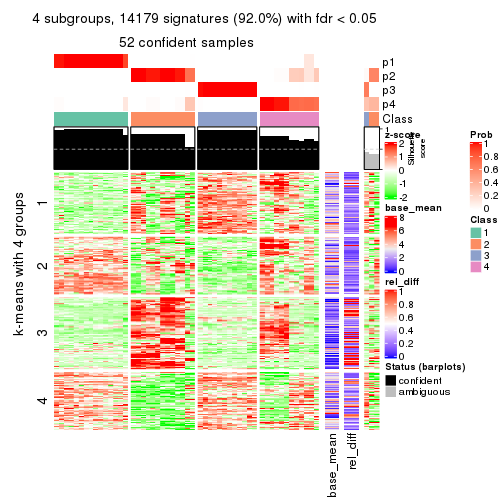 4 subgroups, 14179 signatures (92.0%) with fdr < 0.05
52 confident samples
p1
p2
p3
p4
Class
1
Silhouette
score
z-score
2
1
0
-1
-2
base_mean
8
6
4
2
0
rel_diff
1
0.8
0.6
0.4
0.2
0
Status (barplots)
confident
ambiguous
Prob
1
0.8
0.6
0.4
0.2
0
Class
1
2
3
4
k-means with 4 groups
1
2
3
4
base_mean
rel_diff